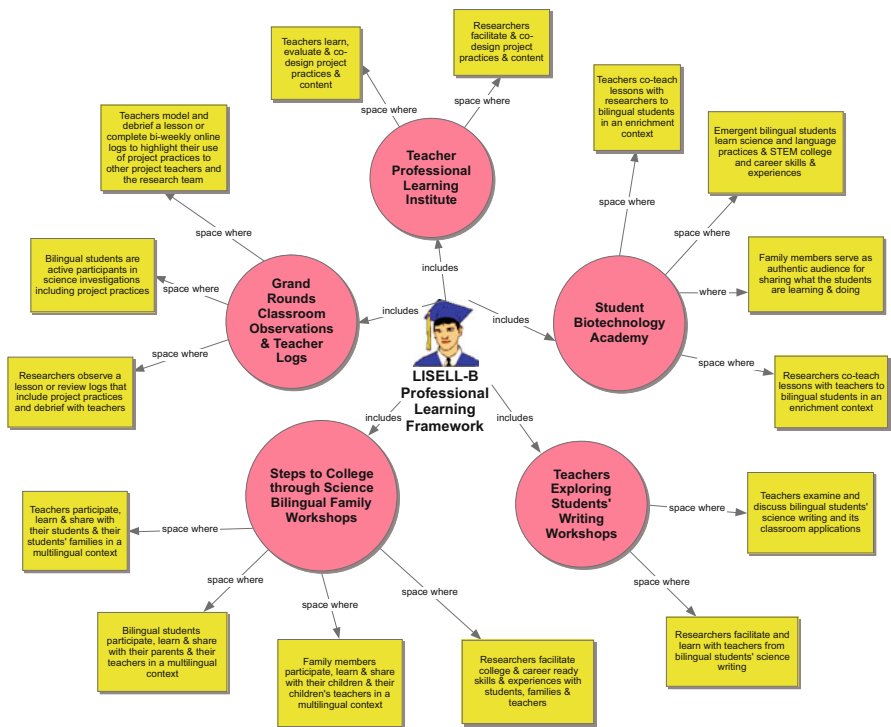 Teachers learn,
evaluate & co-
design project
practices &
content
Researchers
facilitate &
co-design project
practices &
content
space where
space where
Teacher
Professional
Learning
Institute
includes
Teachers co-teach
lessons with
researchers to
bilingual students
in an enrichment
context
Emergent bilingual students
learn science and language
practices & STEM college
and career skills &
experiences
Family members serve as
authentic audience for
sharing what the students
are learning & doing
Researchers co-teach
lessons with teachers to
bilingual students in an
enrichment context
space where
space where
where
space where
Student
Biotechnology
Academy
includes
Teachers model and
debrief a lesson or
complete bi-weekly online
logs to highlight their use
of project practices to
other project teachers and
the research team
Bilingual students are
active participants in
science investigations
including project practices
Researchers observe a
lesson or review logs that
include project practices
and debrief with teachers
space where
space where
space where
Grand
Rounds
Classroom
Observations
& Teacher
Logs
includes
LISELL-B
Professional
Learning
Framework
includes
includes
Steps to College
through Science
Bilingual Family
Workshops
space where
space where
space where
space where
Teachers participate,
learn & share with
their students & their
students' families in a
multilingual context
Bilingual students
participate, learn & share
with their parents & their
teachers in a multilingual
context
Family members
participate, learn & share
with their children & their
children's teachers in a
multilingual context
Researchers facilitate
college & career ready
skills & experiences with
students, families &
teachers
Teachers
Exploring
Students'
Writing
Workshops
space where
space where
Teachers examine and
discuss bilingual students'
science writing and its
classroom applications
Researchers facilitate and
learn with teachers from
bilingual students' science
writing